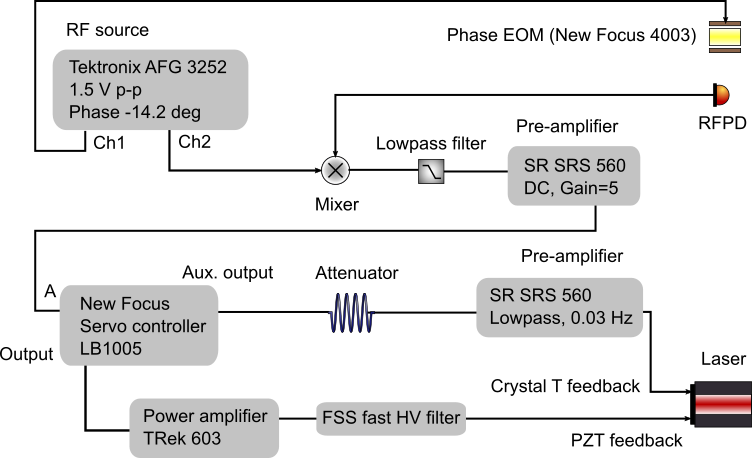 RF source
Phase EOM (New Focus 4003)
Tektronix AFG 3252
1.5 V p-p
Phase -14.2 deg
RFPD
Ch1
Ch2
Lowpass filter
Pre-amplifier
SR SRS 560
DC, Gain=5
Mixer
Pre-amplifier
Aux. output
Attenuator
A
New Focus
Servo controller
LB1005
SR SRS 560
Lowpass, 0.03 Hz
Output
Laser
Crystal T feedback
Power amplifier
TRek 603
FSS fast HV filter
PZT feedback